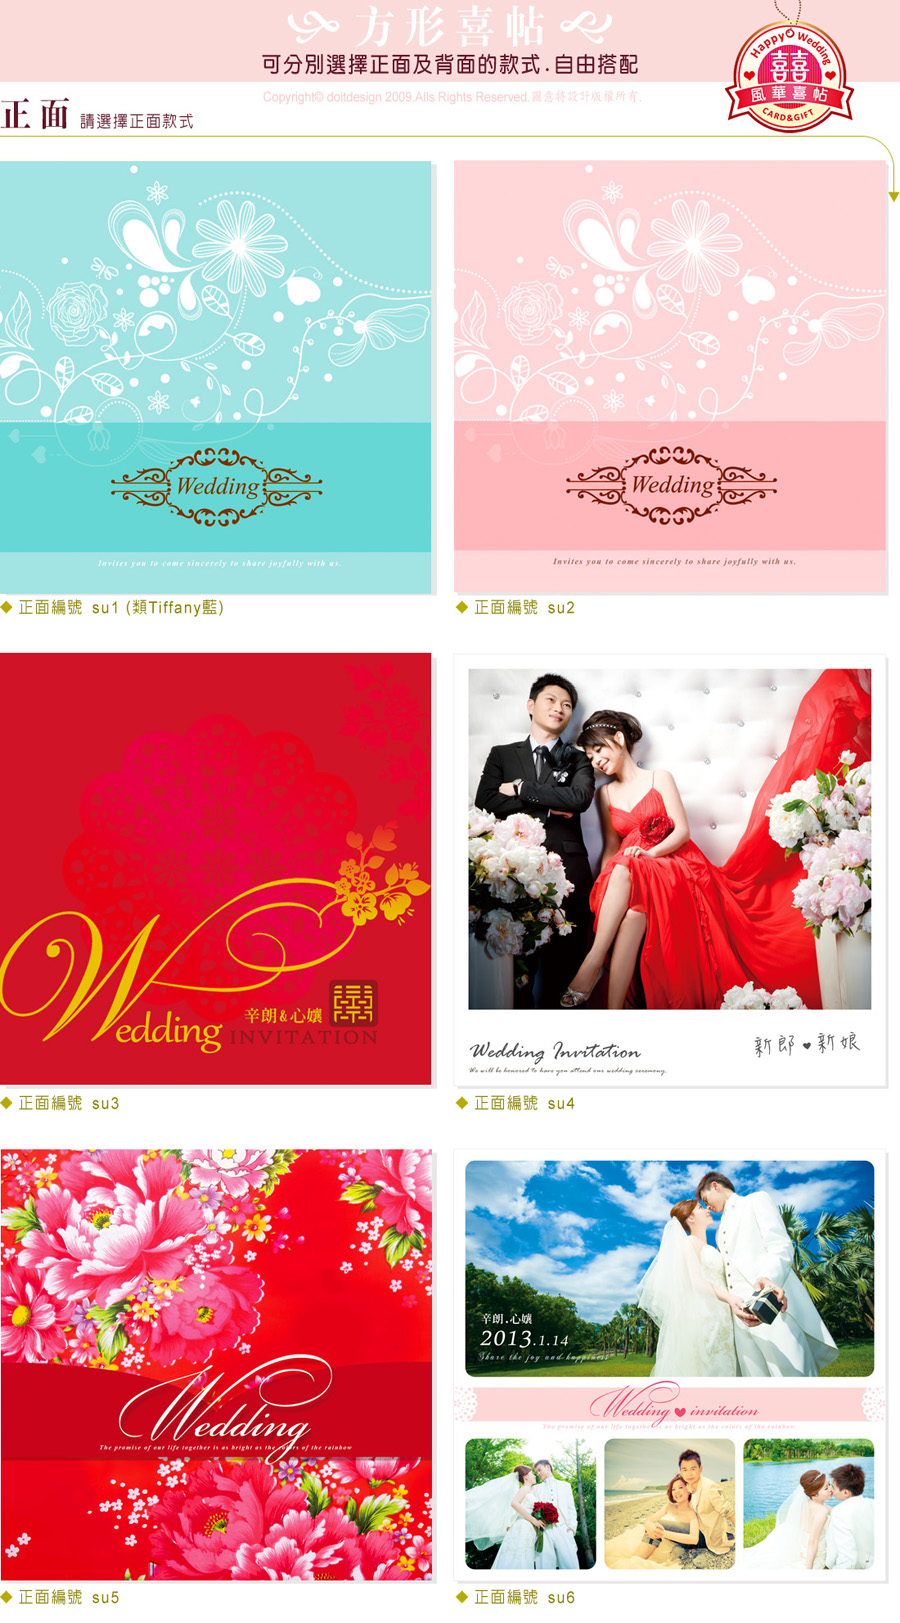 方形喜帖
可分別選擇正面及背面的款式.自由搭配
Happy Wedding
囍
風華喜帖
CARD&GIFT
Copyright© doitdesign 2009.Alls Rights Reserved.圖意將設計版權所有.
正面 請選擇正面款式
Wedding
Invites you to come sincerely to share joyfully with us.
◆ 正面編號 su1 (類Tiffany藍)
Wedding
Invites you to come sincerely to share joyfully with us.
◆ 正面編號 su2
Wedding
辛朗&心孃
INVITATION
◆ 正面編號 su3
Wedding Invitation
We will be honored to have you attend our wedding ceremony.
新郎♥新娘
◆ 正面編號 su4
Wedding
The promise of our life together is as bright as the colors of the rainbow
◆ 正面編號 su5
辛朗.心孃
2013.1.14
Share the joy and happiness
Wedding ♥ invitation
The promise of our life together is as bright as the colors of the rainbow
◆ 正面編號 su6